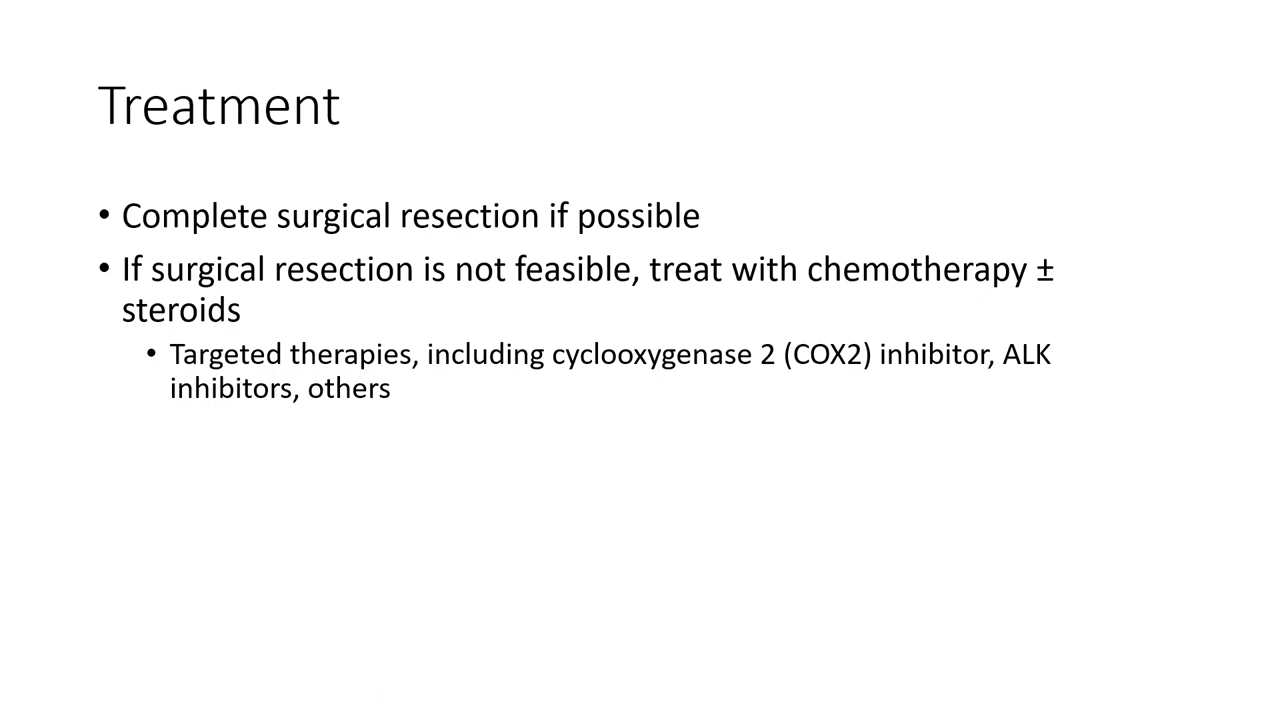 Treatment
• Complete surgical resection if possible
• If surgical resection is not feasible, treat with chemotherapy ±
steroids
• Targeted therapies, including cyclooxygenase 2 (COX2) inhibitor, ALK
inhibitors, others